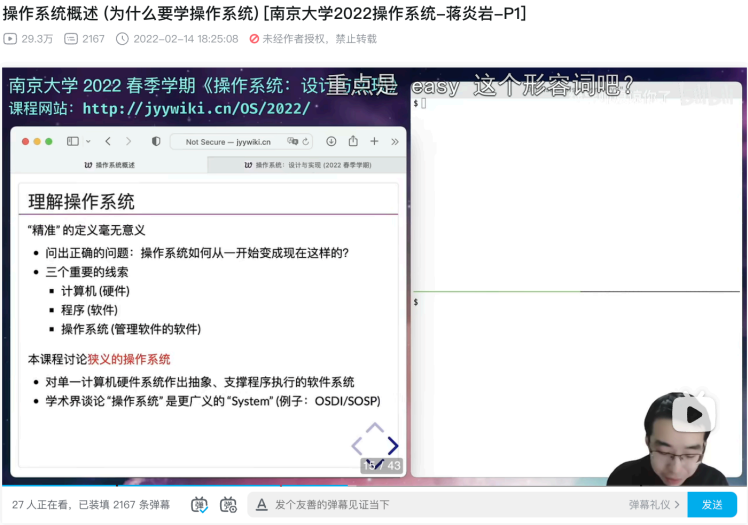 操作系统概述 (为什么要学操作系统) [南京大学2022操作系统-蒋炎岩-P1]
29.3万 2167 2022-02-14 18:25:08 未经作者授权，禁止转载
南京大学 2022 春季学期《操作系统：设计
重点是 easy 这个形容词吧？
课程网站：http://jyywiki.cn/OS/2022/
Not Secure — jyywiki.cn
操作系统概述
操作系统：设计与实现 (2022 春季学期)
理解操作系统
“精准” 的定义毫无意义
• 问出正确的问题：操作系统如何从一开始变成现在这样的？
• 三个重要的线索
▪ 计算机 (硬件)
▪ 程序 (软件)
▪ 操作系统 (管理软件的软件)
本课程讨论狭义的操作系统
• 对单一计算机硬件系统作出抽象、支撑程序执行的软件系统
• 学术界谈论 “操作系统” 是更广义的 “System” (例子：OSDI/SOSP)
15 / 43
$
$
27 人正在看，已装填 2167 条弹幕
发个友善的弹幕见证当下
弹幕礼仪 >
发送